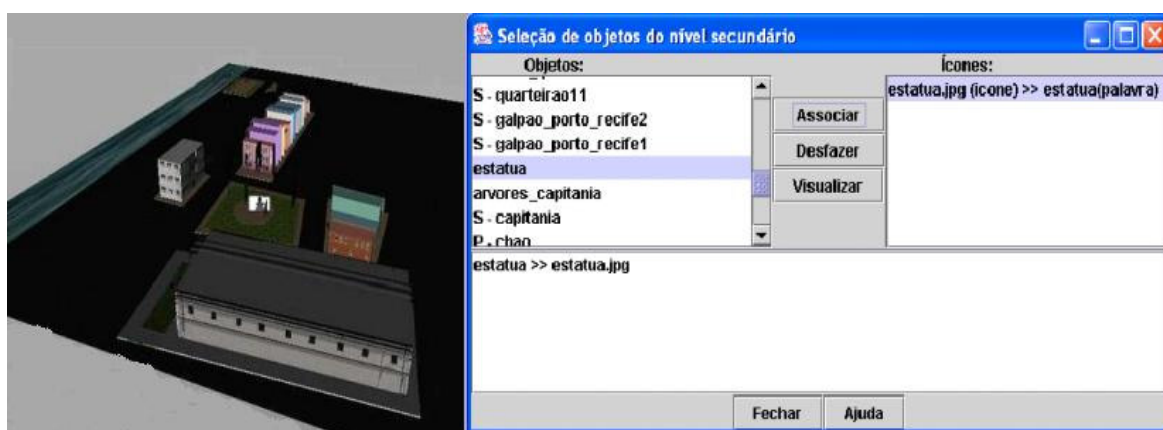 Seleção de objetos do nível secundário
Objetos:
Ícones:
S - quarteirao11
S - galpao_porto_recife2
S - galpao_porto_recife1
estatua
arvores_capitania
S - capitania
P - chao
Associar
Desfazer
Visualizar
estatua.jpg (icone) >> estatua(palavra)
estatua >> estatua.jpg
Fechar
Ajuda